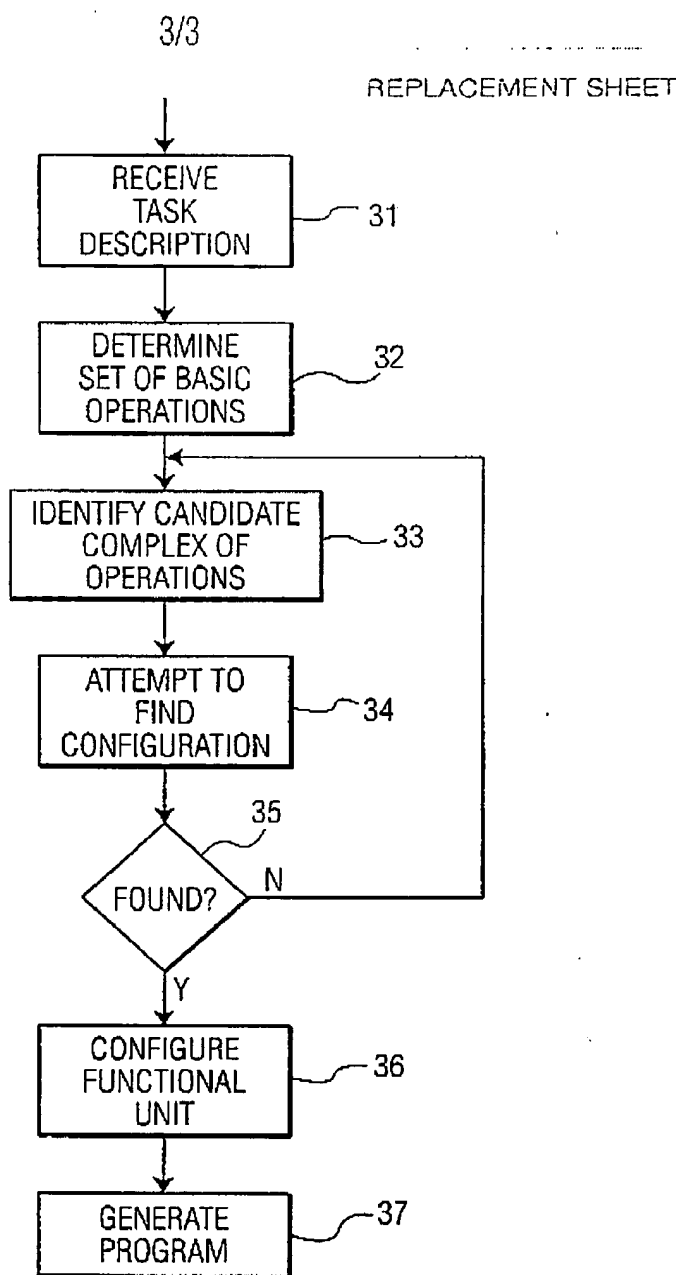 3/3
REPLACEMENT SHEET
RECEIVE
TASK
DESCRIPTION
31
DETERMINE
SET OF BASIC
OPERATIONS
32
IDENTIFY CANDIDATE
COMPLEX OF
OPERATIONS
33
ATTEMPT TO
FIND
CONFIGURATION
34
35
FOUND?
N
Y
CONFIGURE
FUNCTIONAL
UNIT
36
GENERATE
PROGRAM
37